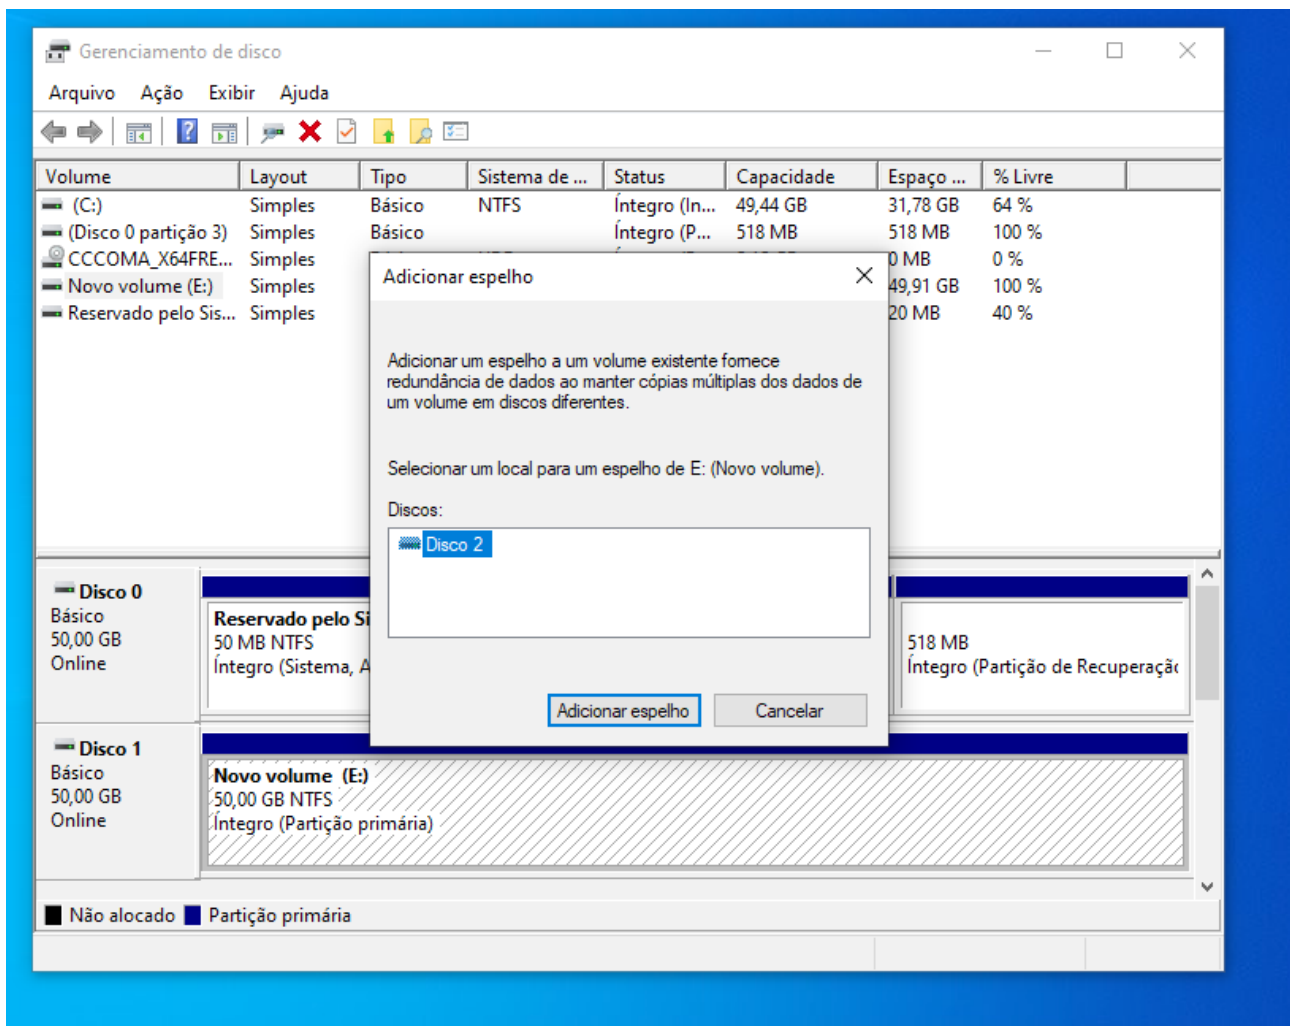 Gerenciamento de disco
Arquivo Ação Exibir Ajuda
Volume Layout Tipo Sistema de ... Status Capacidade Espaço ... % Livre
(C:) Simples Básico NTFS Íntegro (In... 49,44 GB 31,78 GB 64 %
(Disco 0 partição 3) Simples Básico Íntegro (P... 518 MB 518 MB 100 %
CCCOMA_X64FRE... Simples 0 MB 0 %
Novo volume (E:) Simples 49,91 GB 100 %
Reservado pelo Sis... Simples 20 MB 40 %
Adicionar espelho
Adicionar um espelho a um volume existente fornece
redundância de dados ao manter cópias múltiplas dos dados de
um volume em discos diferentes.
Selecionar um local para um espelho de E: (Novo volume).
Discos:
Disco 2
Adicionar espelho Cancelar
Disco 0
Básico
50,00 GB
Online
Reservado pelo Si
50 MB NTFS
Íntegro (Sistema, A
518 MB
Íntegro (Partição de Recuperação
Disco 1
Básico
50,00 GB
Online
Novo volume (E:)
50,00 GB NTFS
Íntegro (Partição primária)
Não alocado Partição primária